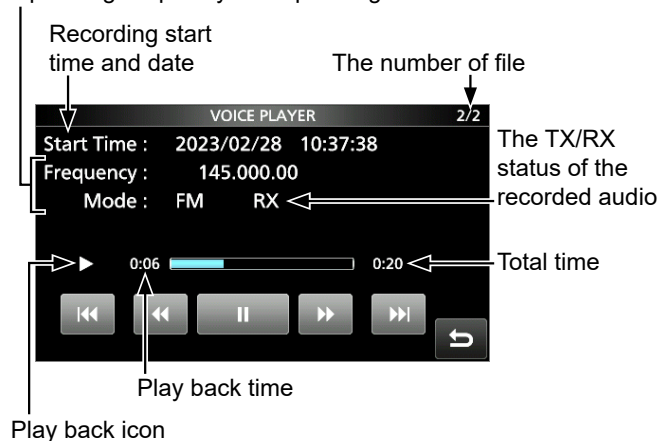 Recording start
time and date
The number of file
VOICE PLAYER 2/2
Start Time : 2023/02/28 10:37:38
Frequency : 145.000.00
Mode : FM RX
The TX/RX
status of the
recorded audio
0:06 0:20
Total time
Play back time
Play back icon